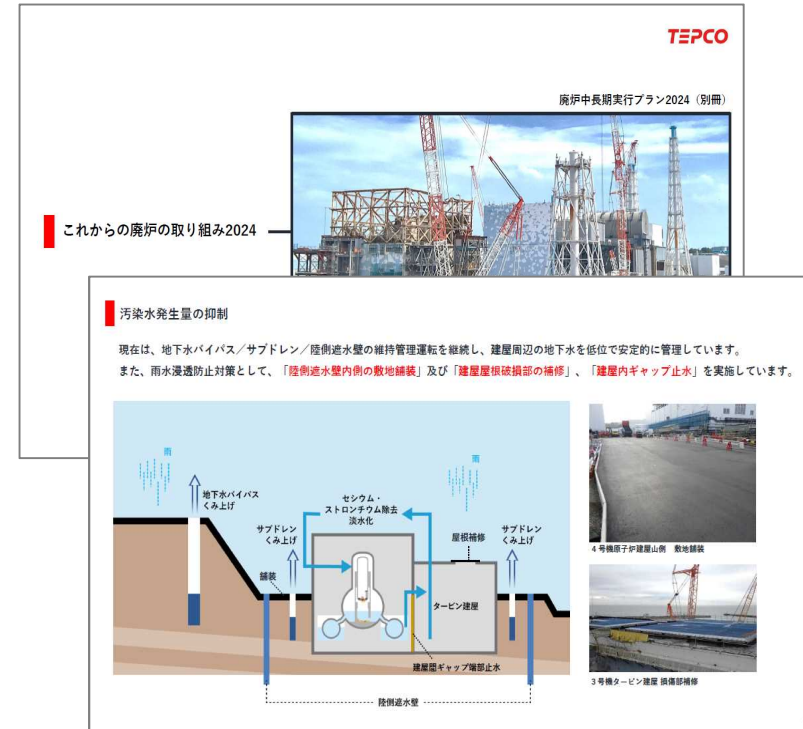 TEPCO
廃炉中長期実行プラン2024（別冊）
これからの廃炉の取り組み2024
汚染水発生量の抑制
現在は、地下水バイパス／サブドレン／陸側遮水壁の維持管理運転を継続し、建屋周辺の地下水を低位で安定的に管理しています。
また、雨水浸透防止対策として、「陸側遮水壁内側の敷地舗装」及び「建屋屋根破損部の補修」、「建屋内ギャップ止水」を実施しています。
雨
雨
地下水バイパス
くみ上げ
セシウム・
ストロンチウム除去
淡水化
サブドレン
くみ上げ
屋根補修
サブドレン
くみ上げ
舗装
タービン建屋
建屋間ギャップ端部止水
陸側遮水壁
4号機原子炉建屋山側　敷地舗装
3号機タービン建屋 損傷部補修